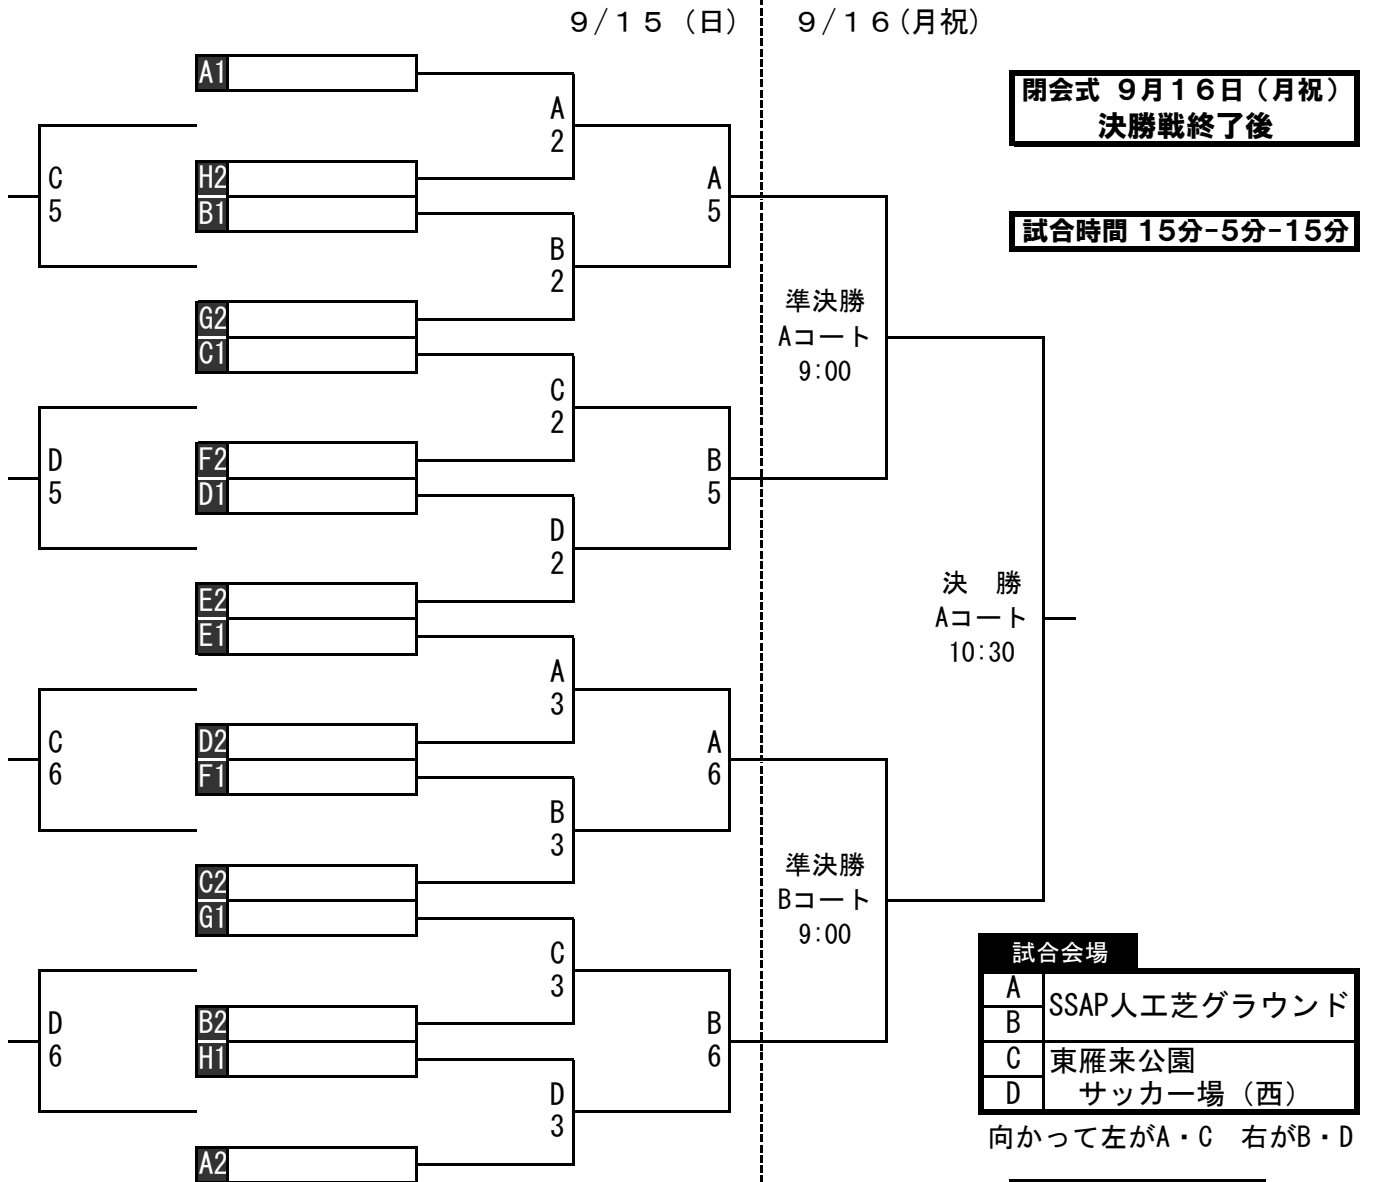 9/15（日）
9/16(月祝)
閉会式 9月16日（月祝）
決勝戦終了後
試合時間 15分-5分-15分
A1
H2
B1
G2
C1
F2
D1
E2
E1
D2
F1
C2
G1
B2
H1
A2
C
5
D
5
C
6
D
6
A
2
B
2
C
2
D
2
A
3
B
3
C
3
D
3
A
5
B
5
A
6
B
6
準決勝
Aコート
9:00
準決勝
Bコート
9:00
決　勝
Aコート
10:30
試合会場
A
B
SSAP人工芝グラウンド
C
D
東雁来公園
サッカー場（西）
向かって左がA・C　右がB・D